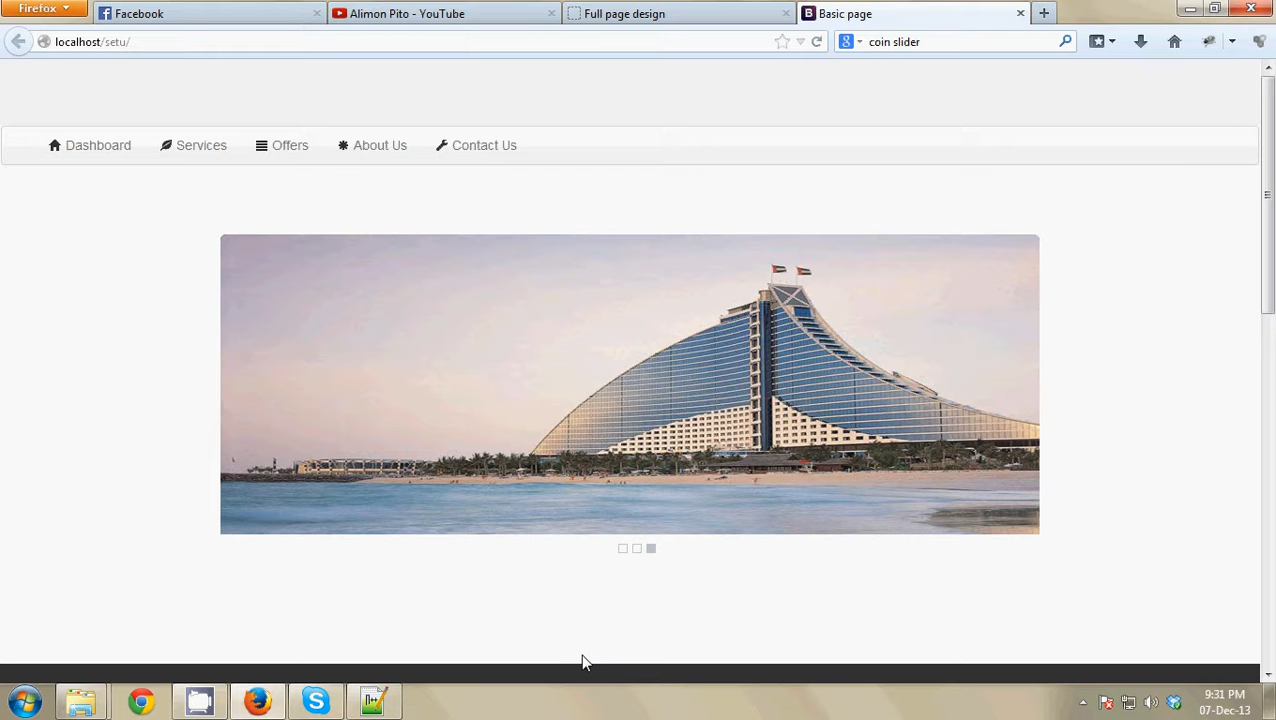 Firefox
Facebook
Alimon Pito - YouTube
Full page design
Basic page
localhost/setu/
coin slider
Dashboard
Services
Offers
About Us
Contact Us
9:31 PM
07-Dec-13